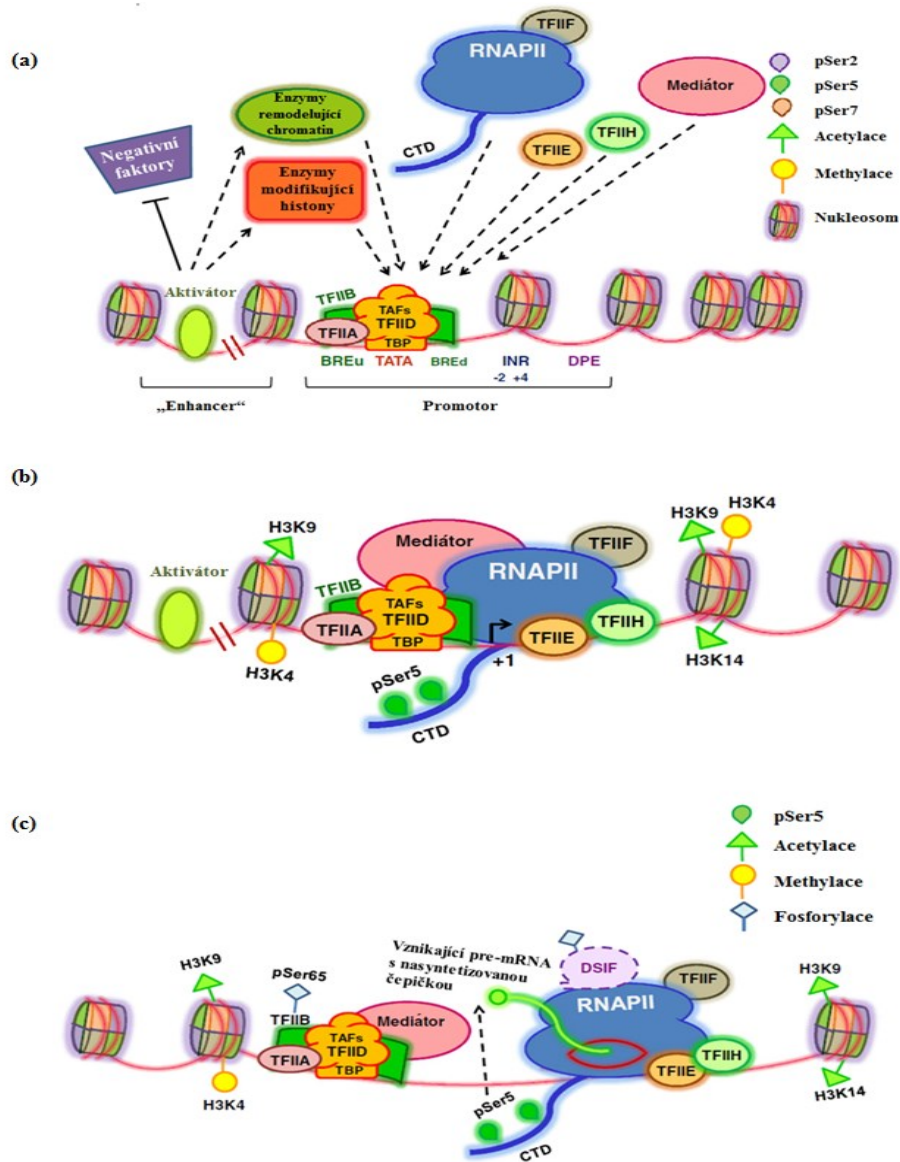 (a)
TFIIF
RNAPII
CTD
TFIIE
TFIIH
Mediátor
pSer2
pSer5
pSer7
Acetylace
Methylace
Nukleosom
Negativní
faktory
Enzymy
remodelující
chromatin
Enzymy
modifikující
histony
Aktivátor
TFIIB
TAFs
TFIID
TFIIA
TBP
BREu
TATA
BREd
INR
-2 +4
DPE
„Enhancer“
Promotor
(b)
H3K9
H3K4
Aktivátor
TFIIB
TFIIA
TAFs
TFIID
TBP
Mediátor
RNAPII
TFIIF
TFIIE
TFIIH
+1
pSer5
CTD
H3K9
H3K4
H3K14
(c)
pSer5
Acetylace
Methylace
Fosforylace
H3K9
H3K4
pSer65
TFIIB
TFIIA
TAFs
TFIID
TBP
Mediátor
Vznikající pre-mRNA
s nasyntetizovanou
čepičkou
DSIF
RNAPII
TFIIF
TFIIE
TFIIH
pSer5
CTD
H3K9
H3K14